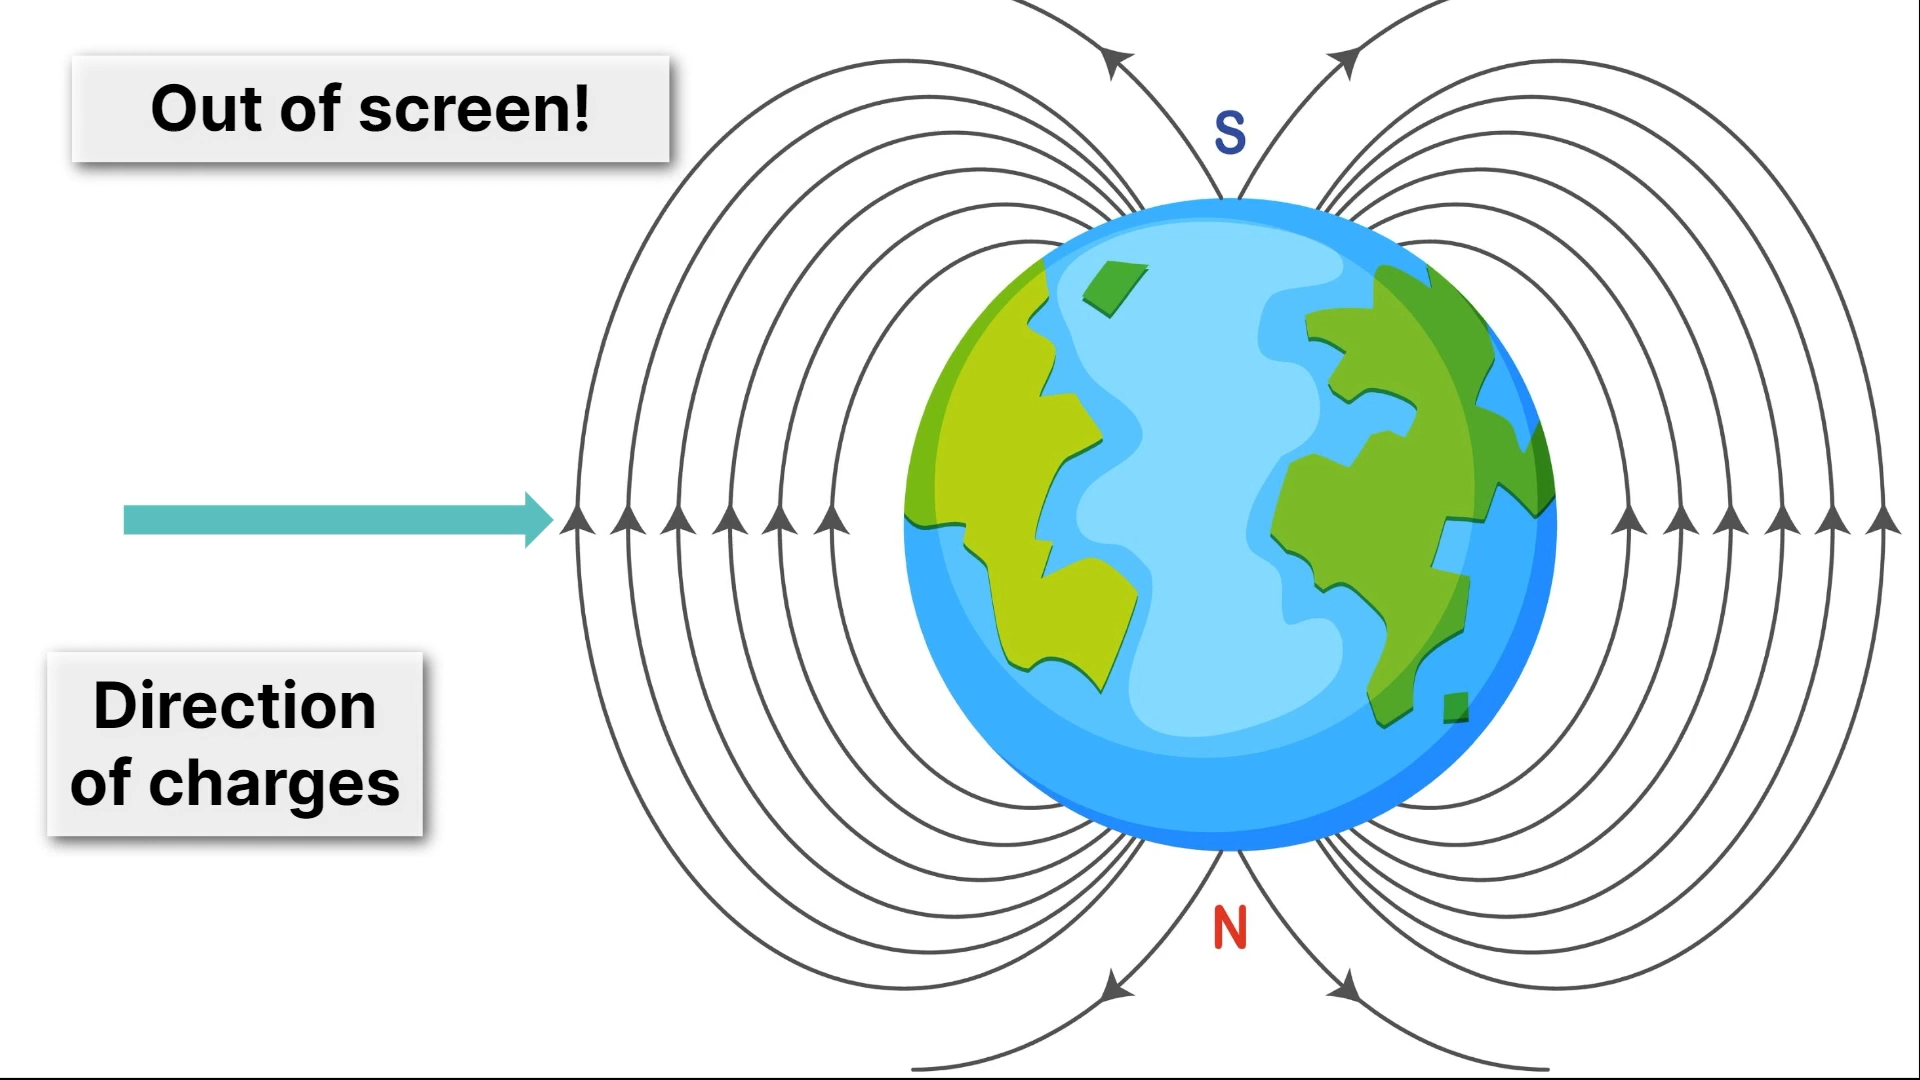 Out of screen!
S
Direction
of charges
N